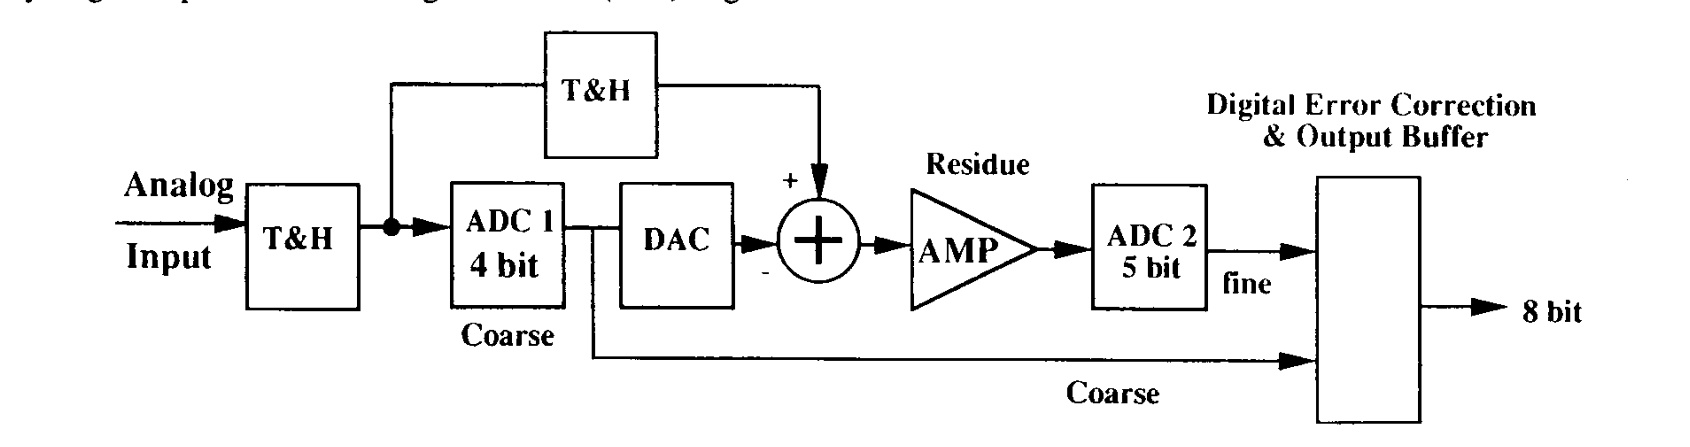 T&H
Digital Error Correction
& Output Buffer
Residue
Analog
Input
T&H
ADC 1
4 bit
Coarse
DAC
+
-
+
AMP
ADC 2
5 bit
fine
Coarse
8 bit